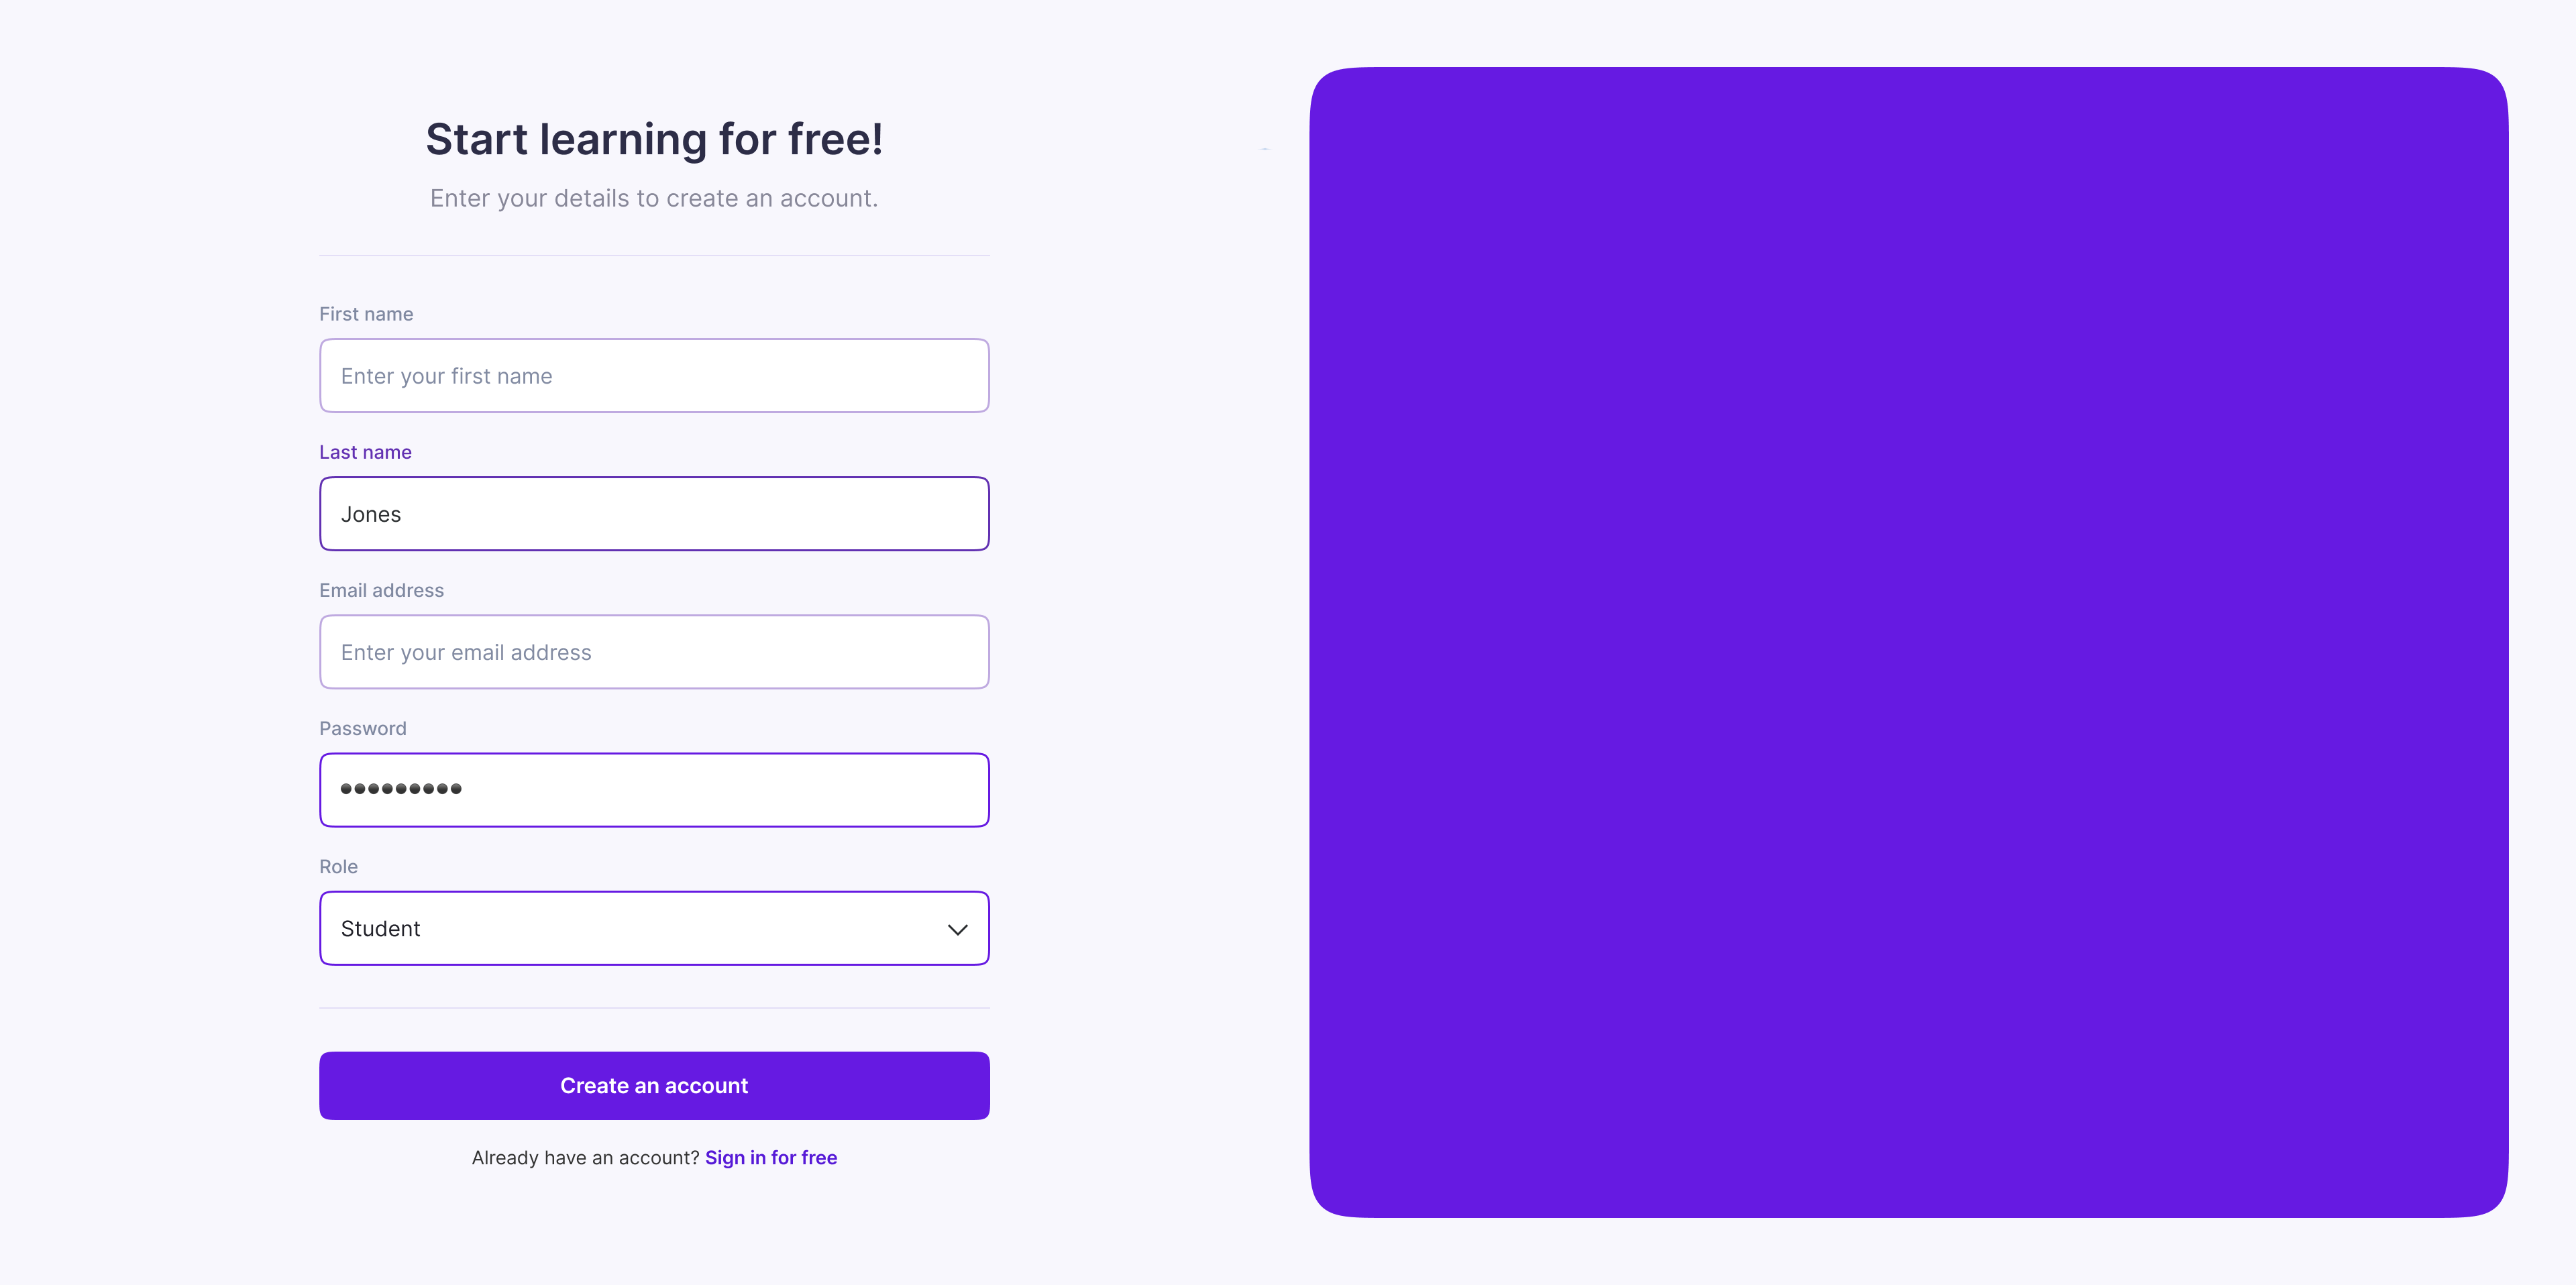 Start learning for free!
Enter your details to create an account.
First name
Enter your first name
Last name
Jones
Email address
Enter your email address
Password
●●●●●●●●●
Role
Student
Create an account
Already have an account? Sign in for free